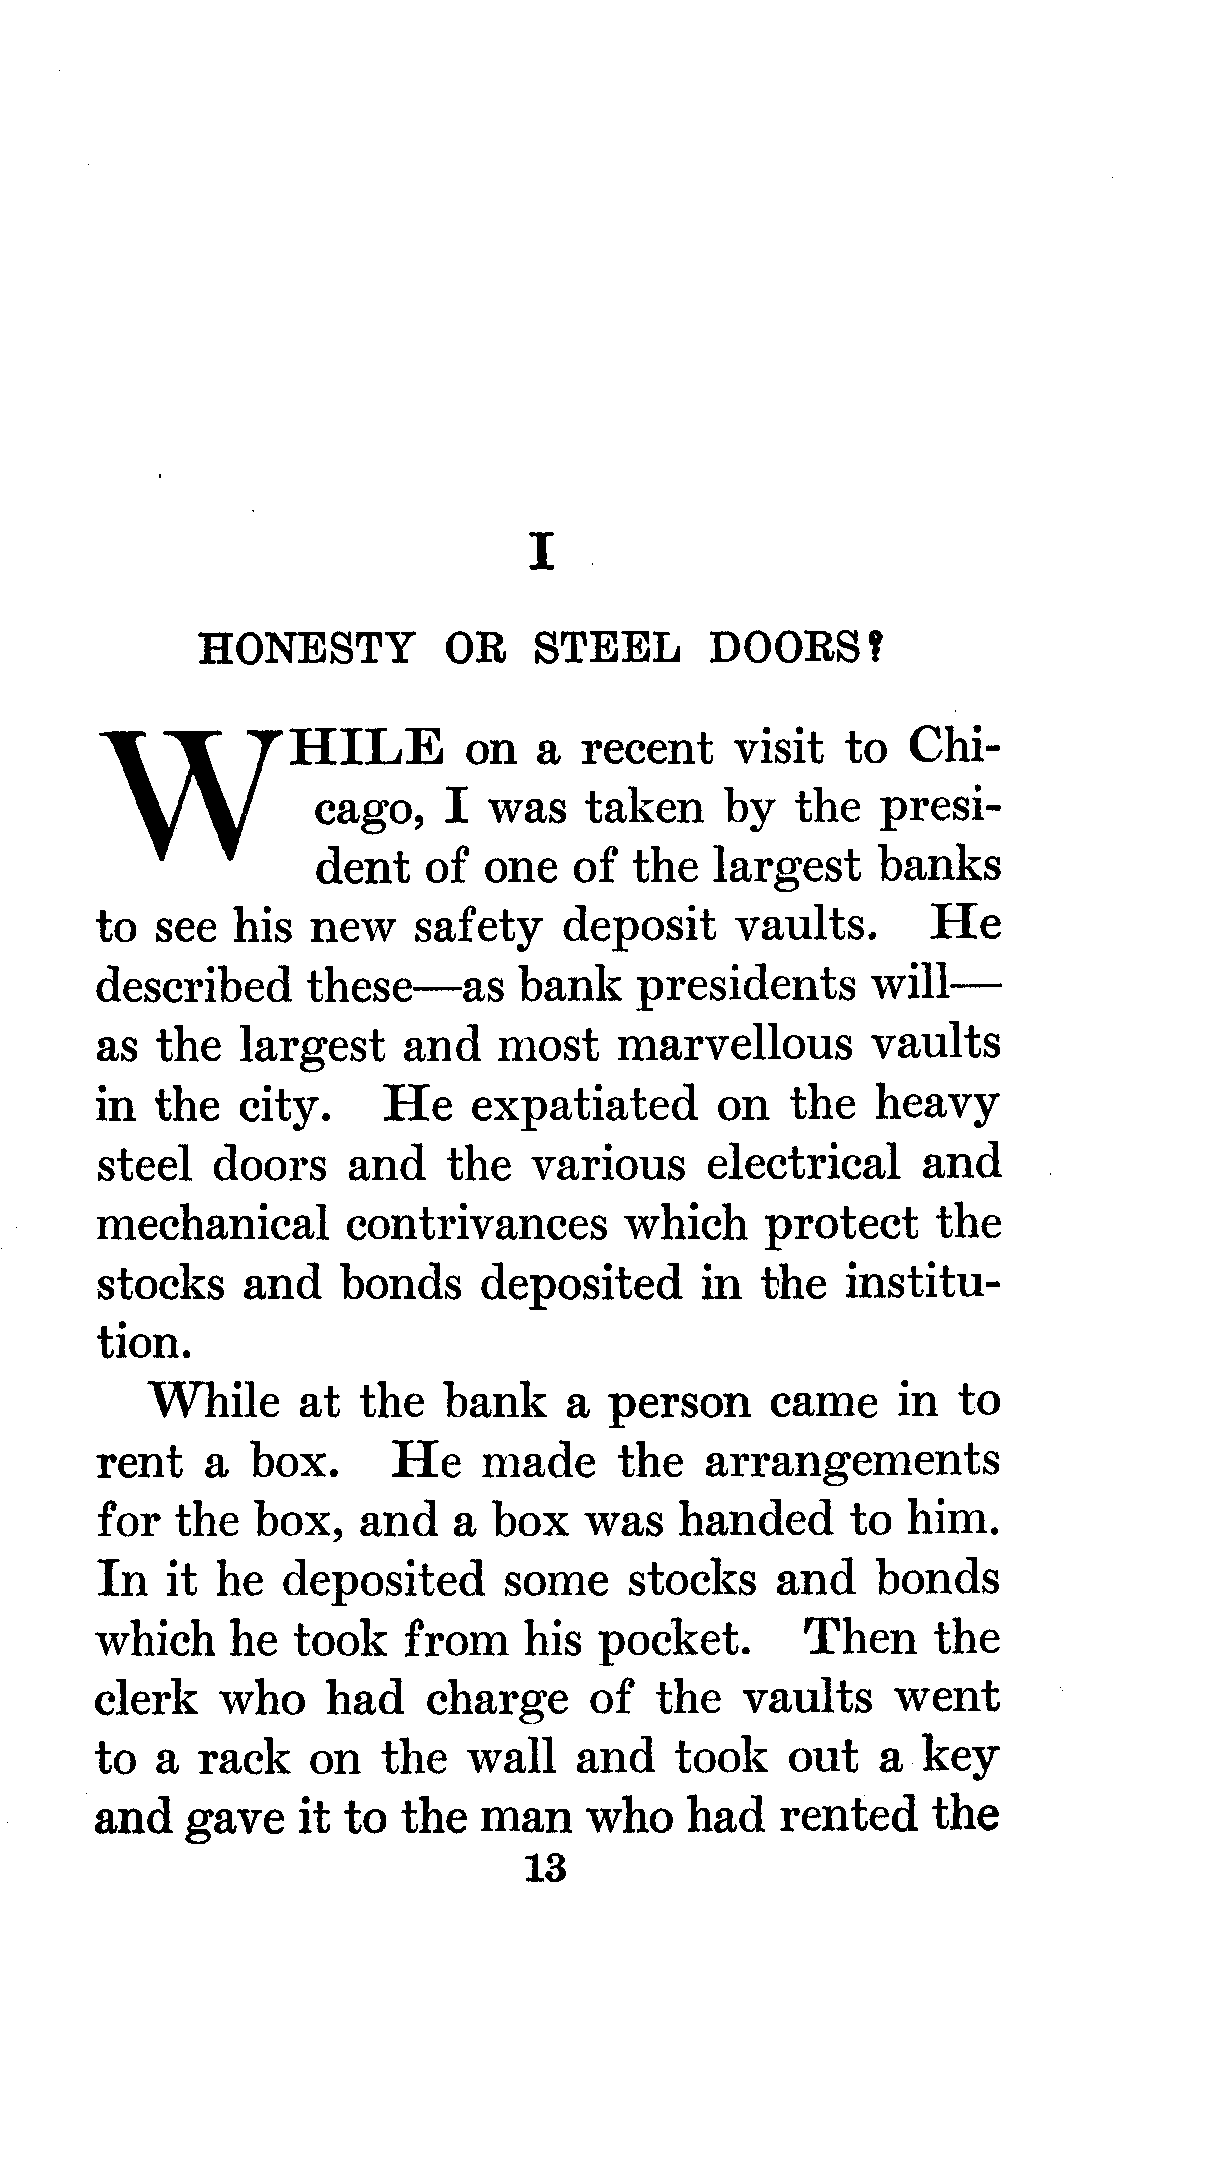 I
HONESTY OR STEEL DOORS?
WHILE on a recent visit to Chi-
cago, I was taken by the presi-
dent of one of the largest banks
to see his new safety deposit vaults. He
described these—as bank presidents will—
as the largest and most marvellous vaults
in the city. He expatiated on the heavy
steel doors and the various electrical and
mechanical contrivances which protect the
stocks and bonds deposited in the institu-
tion.
While at the bank a person came in to
rent a box. He made the arrangements
for the box, and a box was handed to him.
In it he deposited some stocks and bonds
which he took from his pocket. Then the
clerk who had charge of the vaults went
to a rack on the wall and took out a key
and gave it to the man who had rented the
13